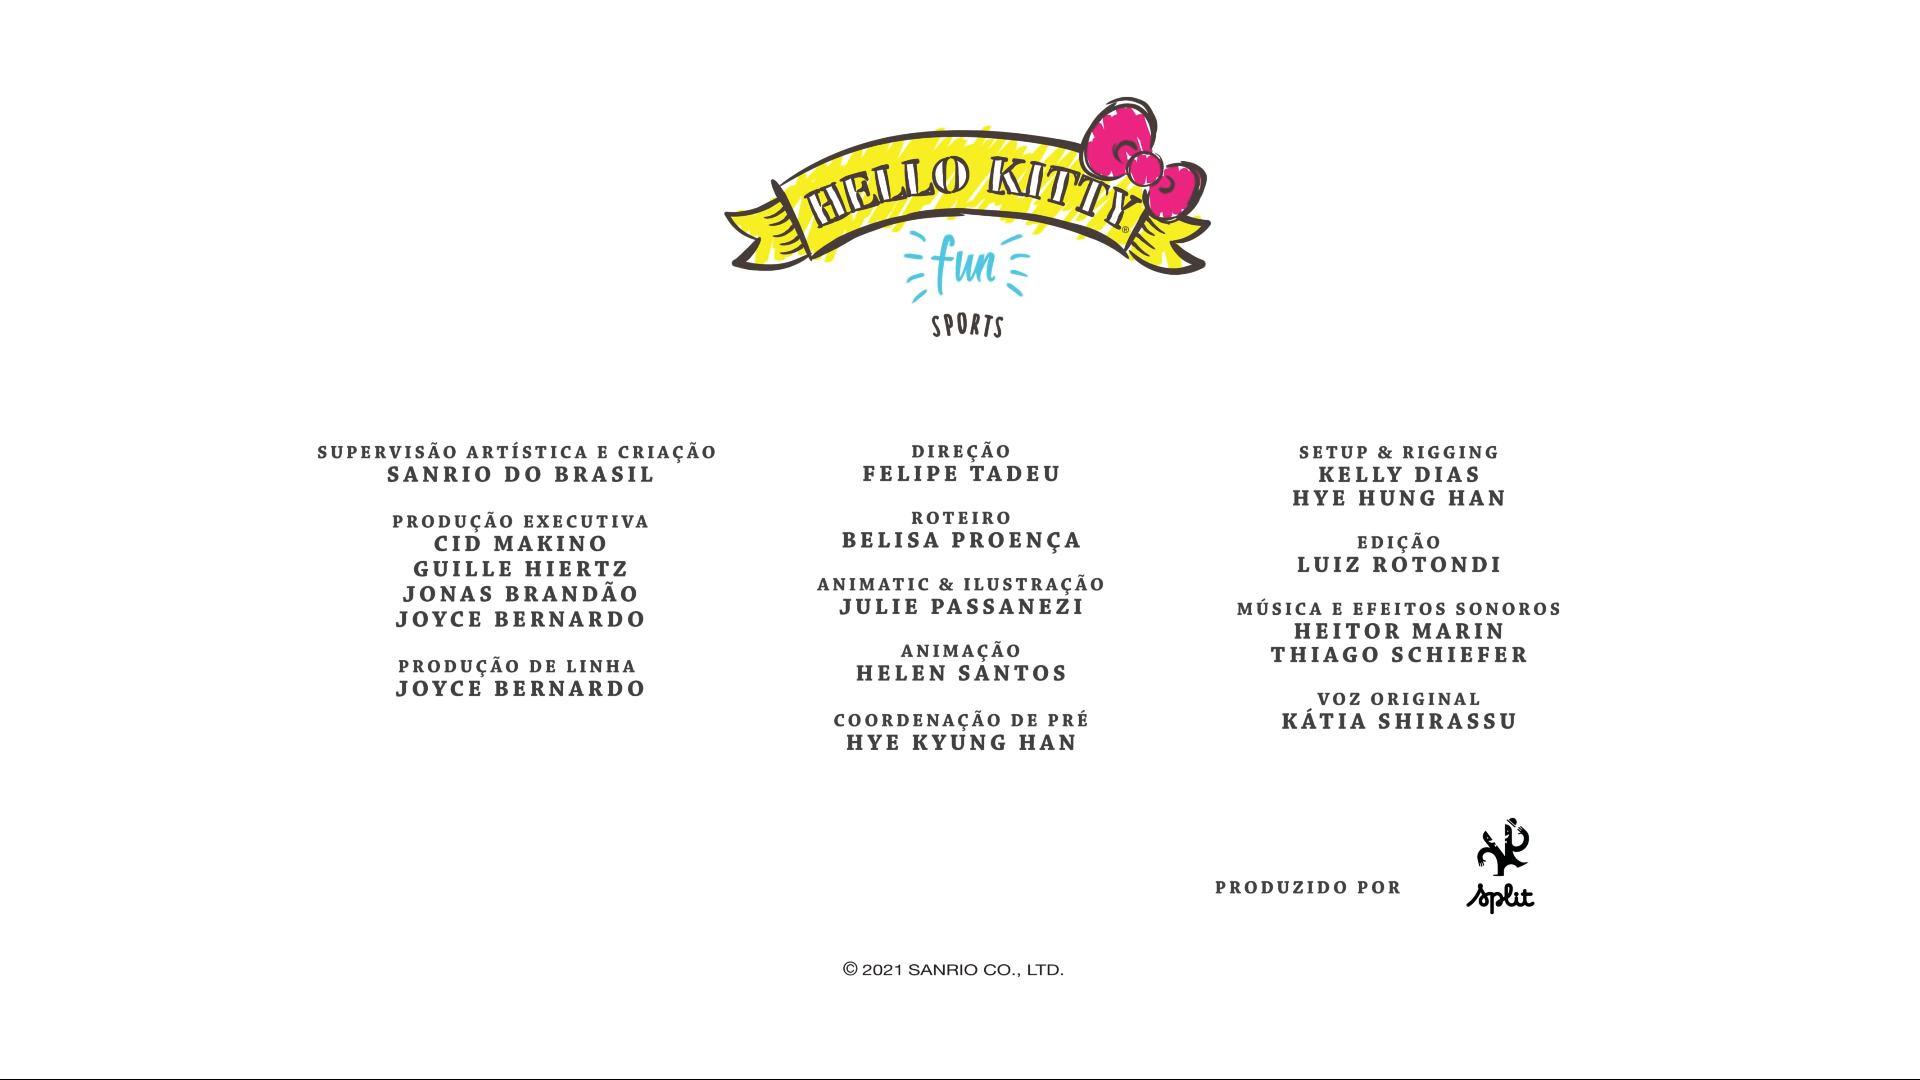 HELLO KITTY®
fun
SPORTS
SUPERVISÃO ARTÍSTICA E CRIAÇÃO
SANRIO DO BRASIL
PRODUÇÃO EXECUTIVA
CID MAKINO
GUILLE HIERTZ
JONAS BRANDÃO
JOYCE BERNARDO
PRODUÇÃO DE LINHA
JOYCE BERNARDO
DIREÇÃO
FELIPE TADEU
ROTEIRO
BELISA PROENÇA
ANIMATIC & ILUSTRAÇÃO
JULIE PASSANEZI
ANIMAÇÃO
HELEN SANTOS
COORDENAÇÃO DE PRÉ
HYE KYUNG HAN
SETUP & RIGGING
KELLY DIAS
HYE HUNG HAN
EDIÇÃO
LUIZ ROTONDI
MÚSICA E EFEITOS SONOROS
HEITOR MARIN
THIAGO SCHIEFER
VOZ ORIGINAL
KÁTIA SHIRASSU
PRODUZIDO POR
split
© 2021 SANRIO CO., LTD.